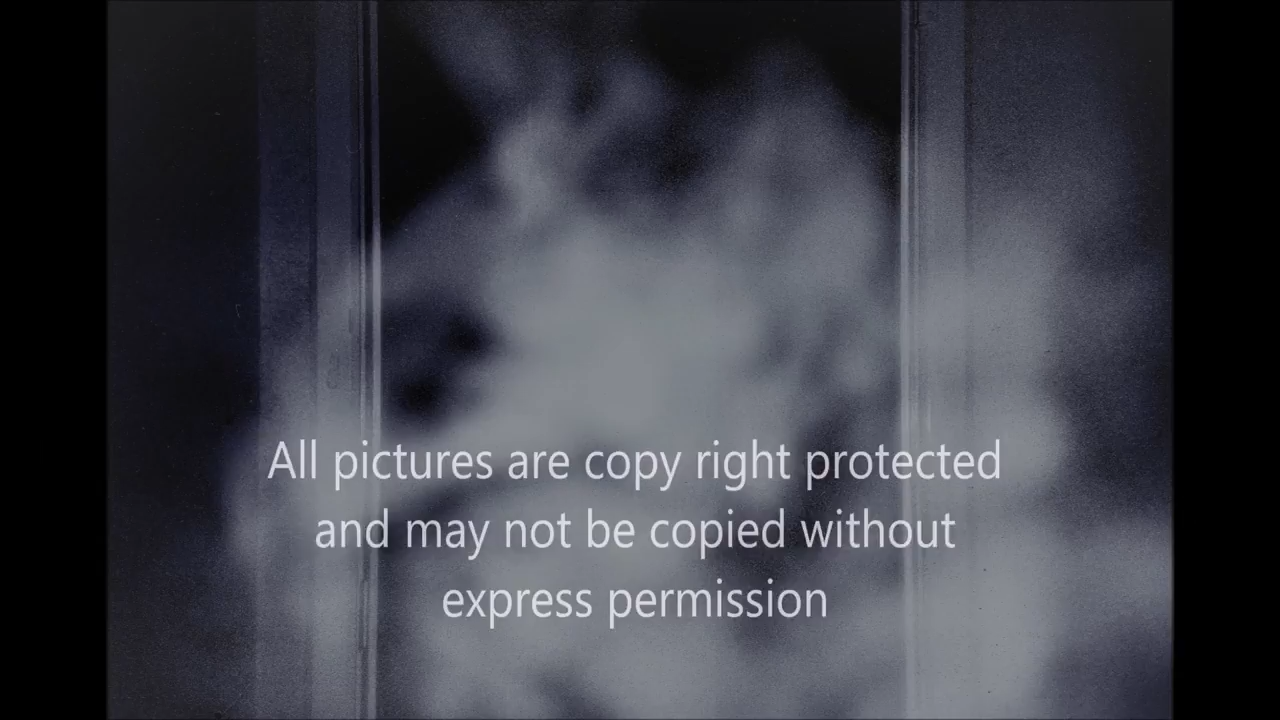 All pictures are copy right protected
and may not be copied without
express permission